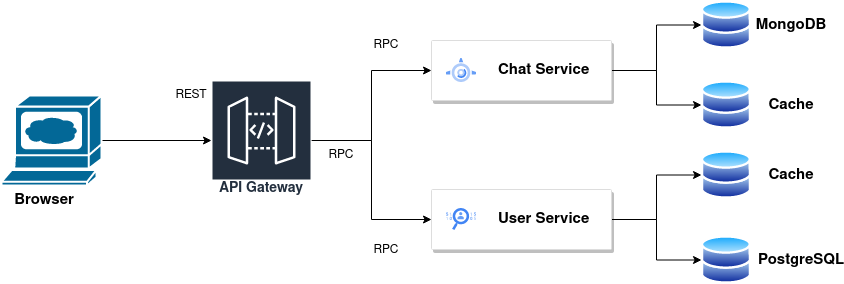 MongoDB
RPC
Chat Service
REST
Cache
</>
RPC
API Gateway
Browser
Cache
User Service
RPC
PostgreSQL